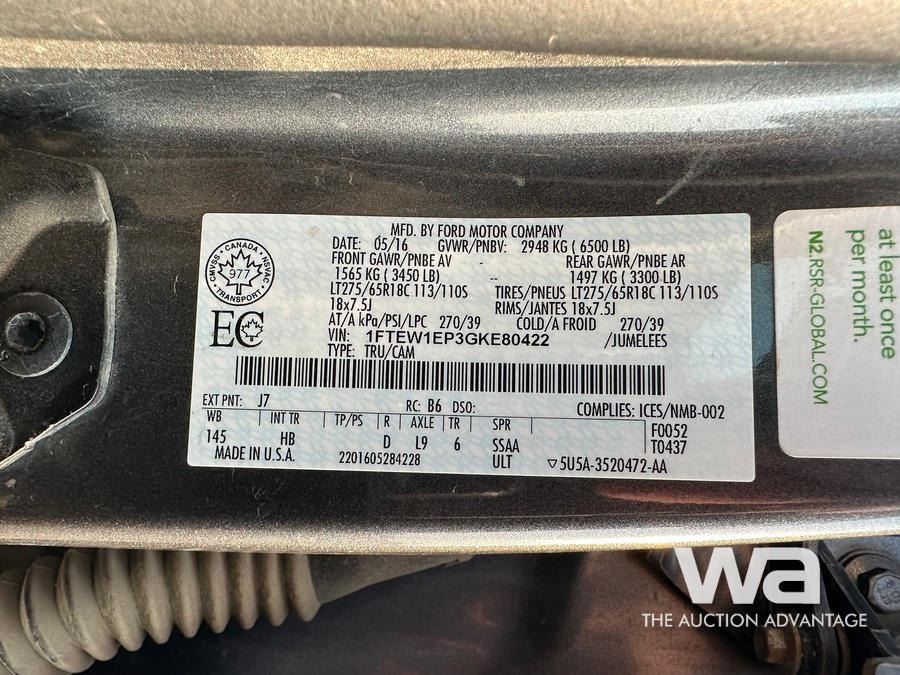 MFD. BY FORD MOTOR COMPANY
DATE: 05/16 GVWR/PNBV: 2948 KG ( 6500 LB)
FRONT GAWR/PNBE AV - REAR GAWR/PNBE AR
1565 KG ( 3450 LB) -- 1497 KG ( 3300 LB)
LT275/65R18C 113/110S TIRES/PNEUS LT275/65R18C 113/110S
18x7.5J RIMS/JANTES 18x7.5J
AT/A kPa/PSI/LPC 270/39 COLD/A FROID 270/39
VIN: 1FTEW1EP3GKE80422 /JUMELEES
TYPE: TRU/CAM
CANADA
CMVSS NSVAC
977
TRANSPORT
EC
EXT PNT: J7 RC: B6 DSO: COMPLIES: ICES/NMB-002
WB INT TR TP/PS R AXLE TR SPR F0052
145 HB D L9 6 SSAA T0437
MADE IN U.S.A. 2201605284228 ULT ▽5U5A-3520472-AA
at least once
per month.
N2.RSR-GLOBAL.COM
wa
THE AUCTION ADVANTAGE